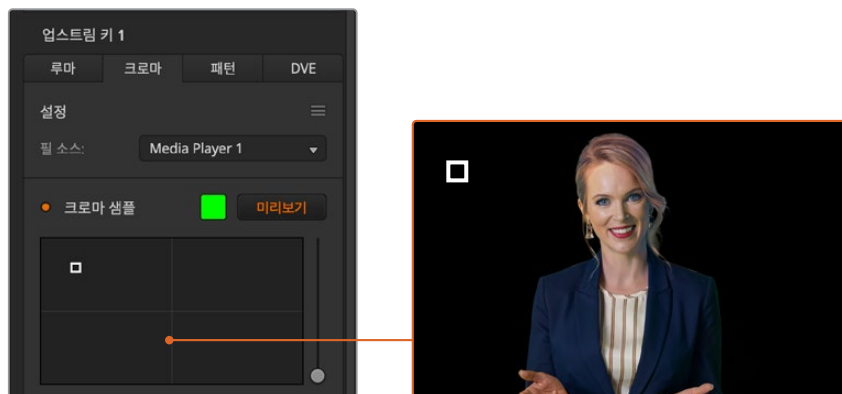 업스트림 키 1
루마 크로마 패턴 DVE
설정
필 소스: Media Player 1
크로마 샘플 미리보기